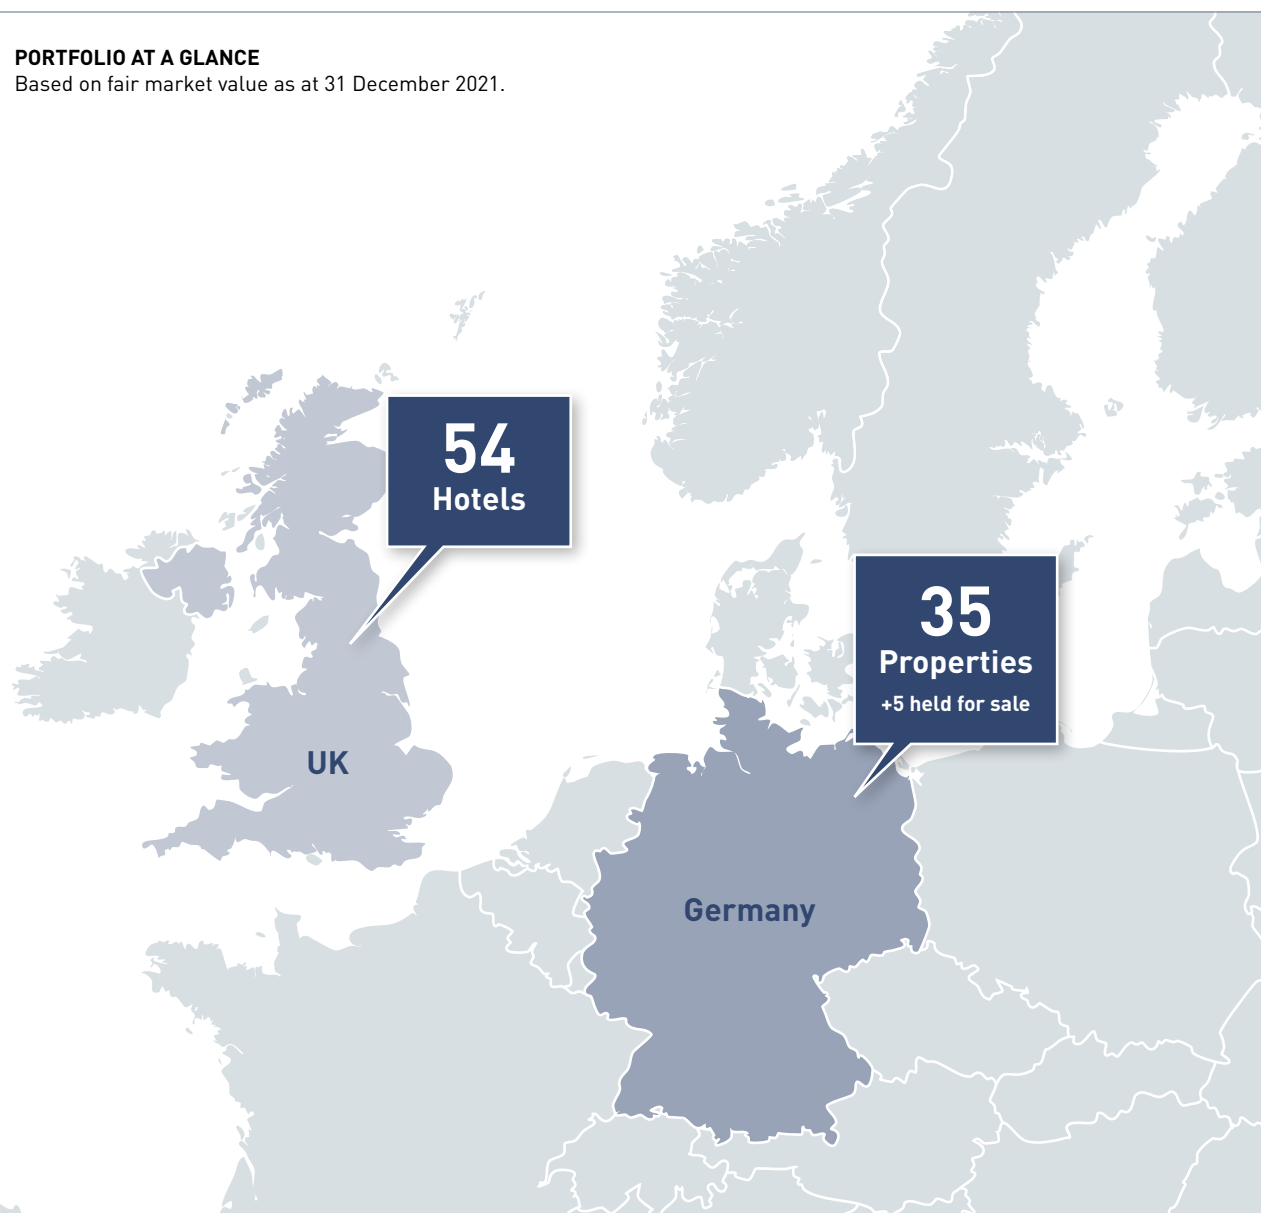 PORTFOLIO AT A GLANCE
Based on fair market value as at 31 December 2021.
54
Hotels
35
Properties
+5 held for sale
UK
Germany